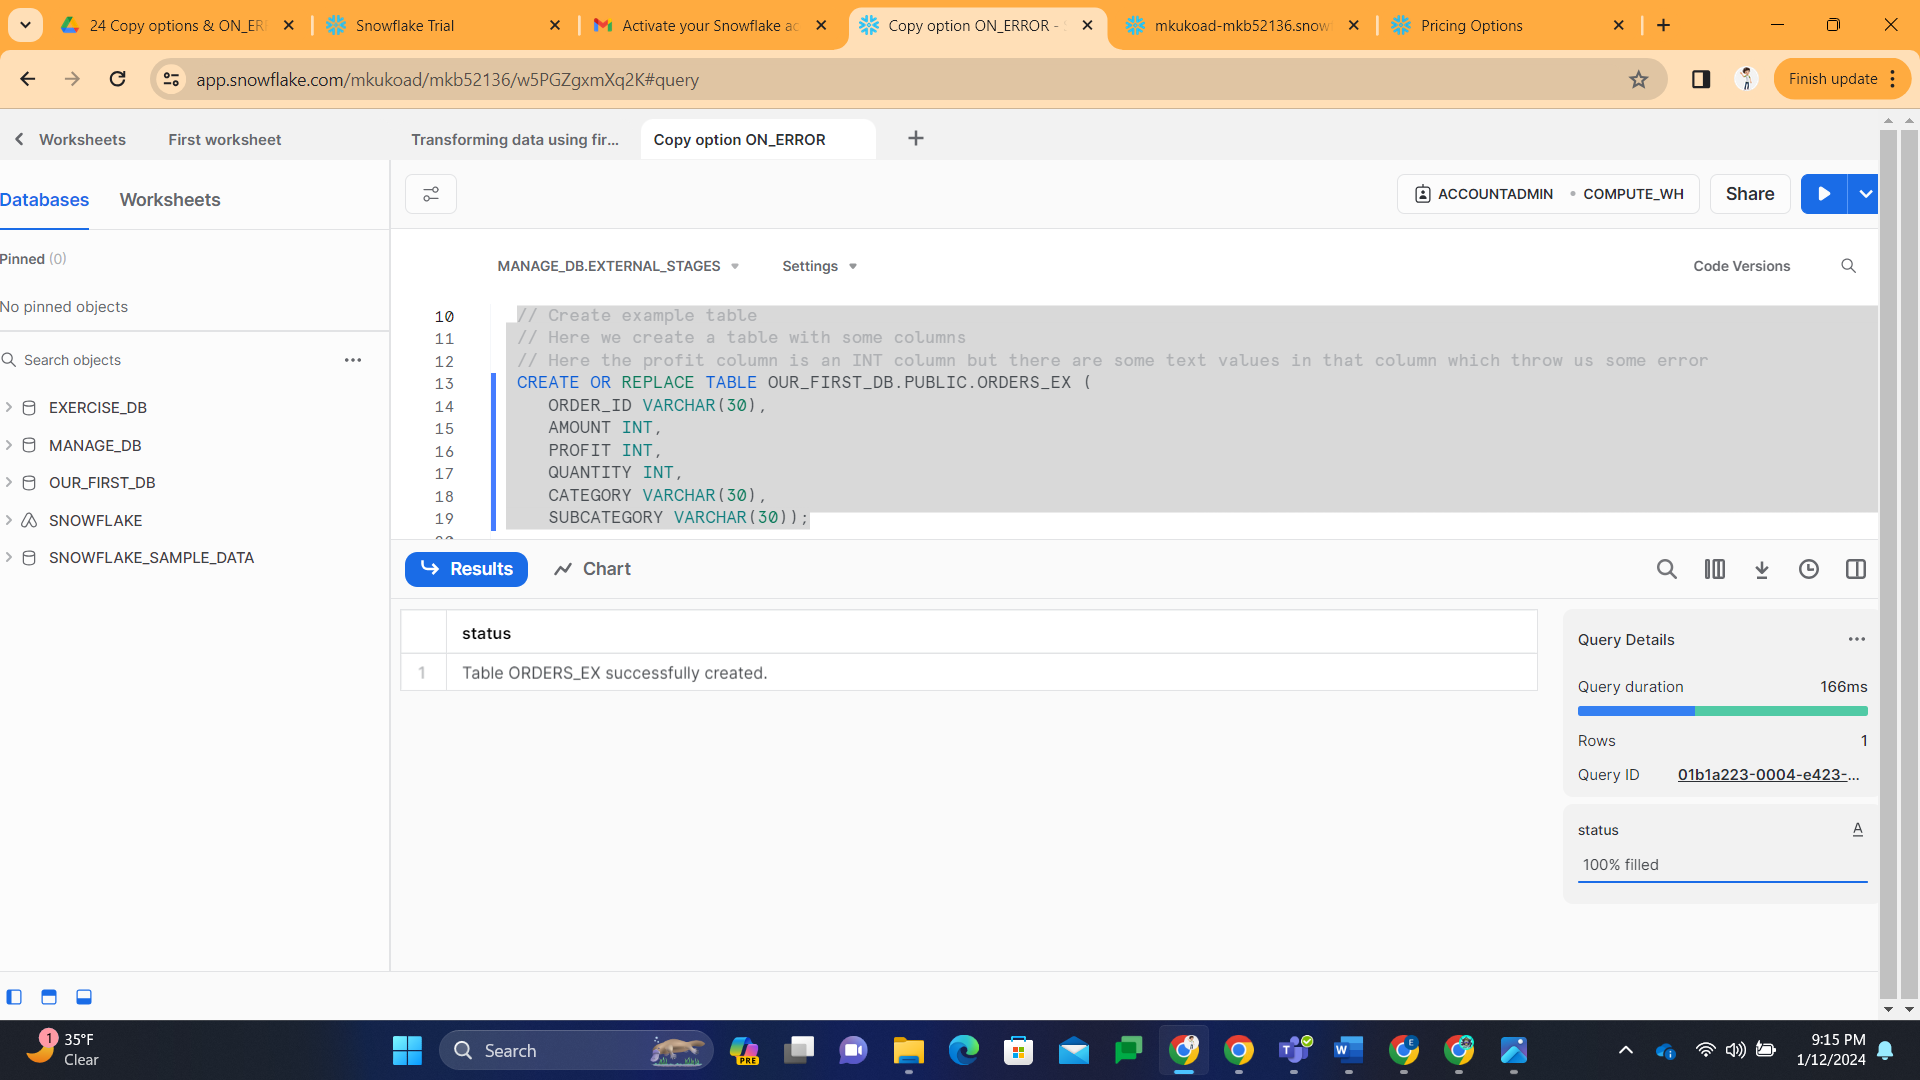 24 Copy options & ON_ER
Snowflake Trial
Activate your Snowflake ac
Copy option ON_ERROR -
mkukoad-mkb52136.snow
Pricing Options
app.snowflake.com/mkukoad/mkb52136/w5PGZgxmXq2K#query
Finish update
Worksheets
First worksheet
Transforming data using fir...
Copy option ON_ERROR
Databases
Worksheets
ACCOUNTADMIN • COMPUTE_WH
Share
Pinned (0)
No pinned objects
Search objects
EXERCISE_DB
MANAGE_DB
OUR_FIRST_DB
SNOWFLAKE
SNOWFLAKE_SAMPLE_DATA
MANAGE_DB.EXTERNAL_STAGES
Settings
Code Versions
10 // Create example table
11 // Here we create a table with some columns
12 // Here the profit column is an INT column but there are some text values in that column which throw us some error
13 CREATE OR REPLACE TABLE OUR_FIRST_DB.PUBLIC.ORDERS_EX (
14 ORDER_ID VARCHAR(30),
15 AMOUNT INT,
16 PROFIT INT,
17 QUANTITY INT,
18 CATEGORY VARCHAR(30),
19 SUBCATEGORY VARCHAR(30));
Results
Chart
status
1 Table ORDERS_EX successfully created.
Query Details
Query duration 166ms
Rows 1
Query ID 01b1a223-0004-e423-...
status A
100% filled
1
35°F
Clear
Search
PRE
9:15 PM
1/12/2024